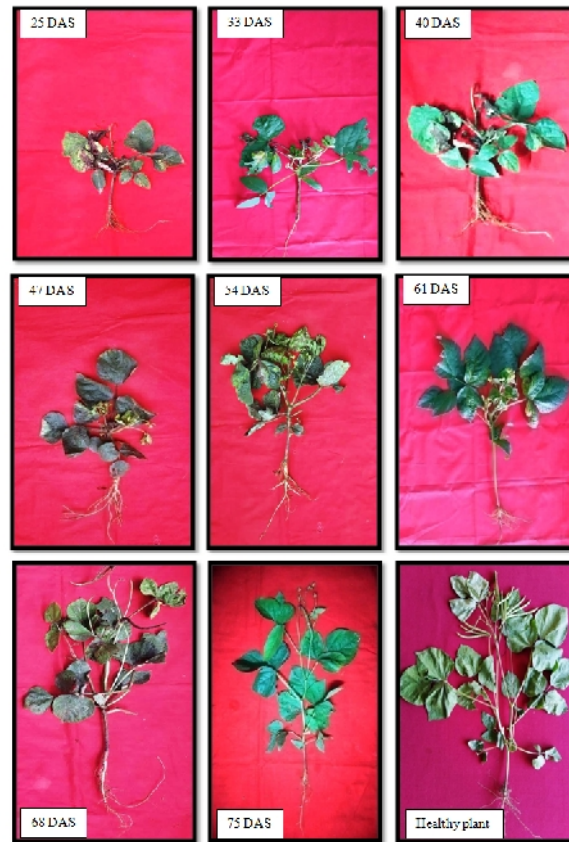 25 DAS
33 DAS
40 DAS
47 DAS
54 DAS
61 DAS
68 DAS
75 DAS
Healthy plant